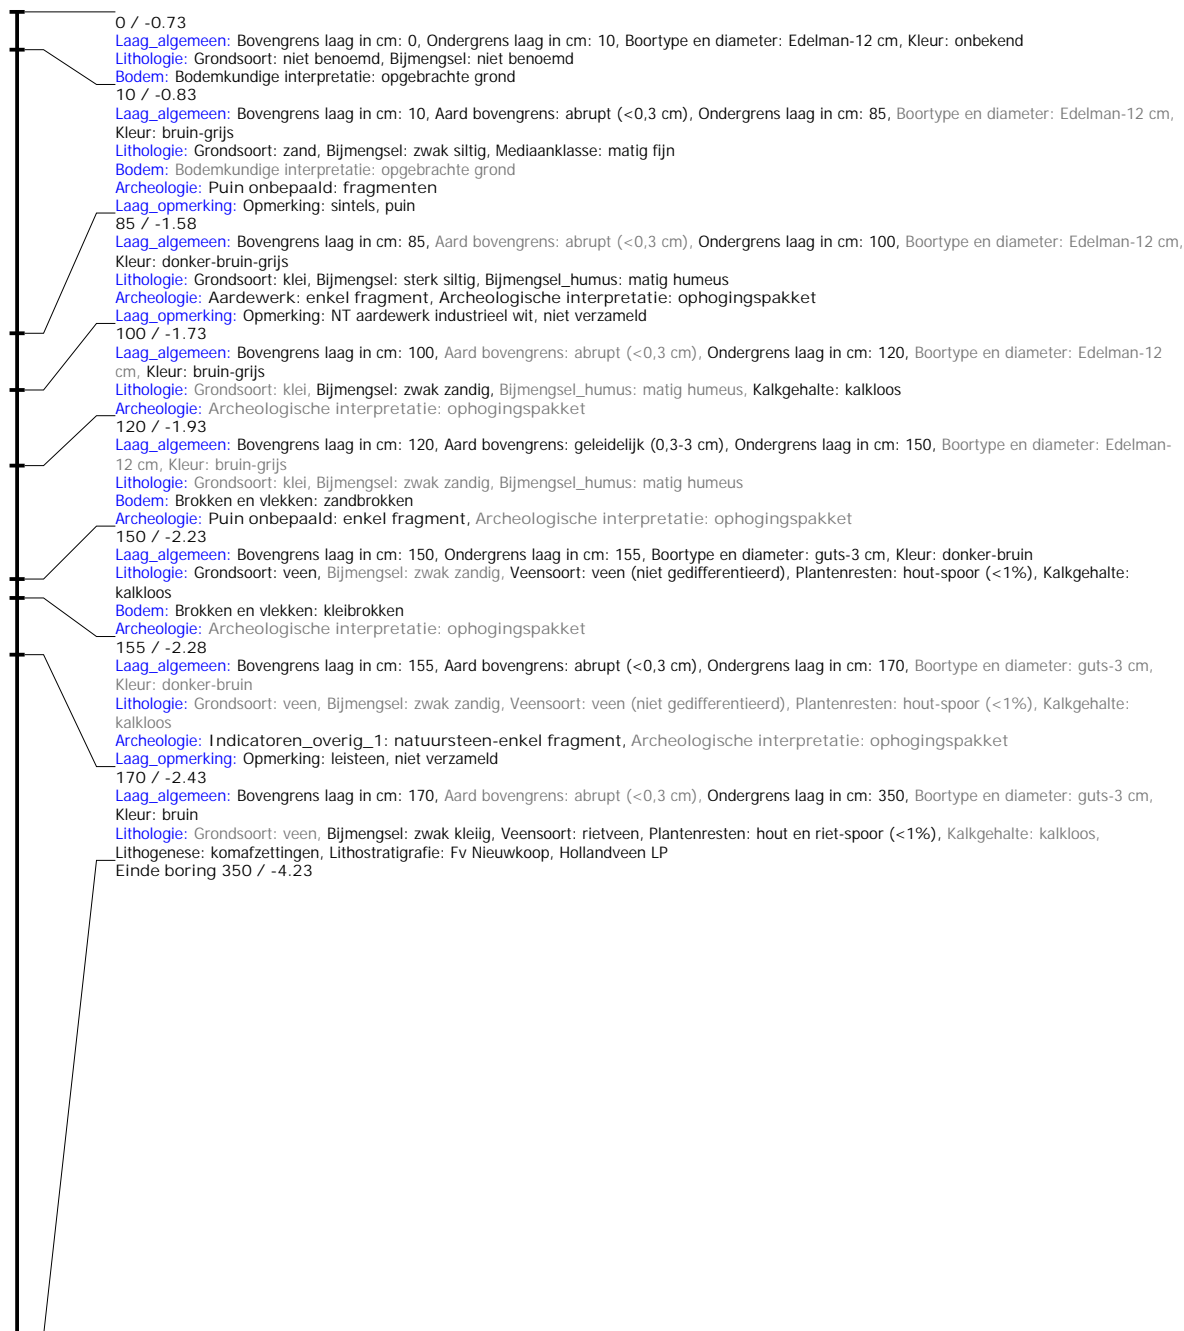 0 / -0.73
Laag_algemeen: Bovengrens laag in cm: 0, Ondergrens laag in cm: 10, Boortype en diameter: Edelman-12 cm, Kleur: onbekend
Lithologie: Grondsoort: niet benoemd, Bijmengsel: niet benoemd
Bodem: Bodemkundige interpretatie: opgebrachte grond
10 / -0.83
Laag_algemeen: Bovengrens laag in cm: 10, Aard bovengrens: abrupt (<0,3 cm), Ondergrens laag in cm: 85, Boortype en diameter: Edelman-12 cm,
Kleur: bruin-grijs
Lithologie: Grondsoort: zand, Bijmengsel: zwak siltig, Mediaanklasse: matig fijn
Bodem: Bodemkundige interpretatie: opgebrachte grond
Archeologie: Puin onbepaald: fragmenten
Laag_opmerking: Opmerking: sintels, puin
85 / -1.58
Laag_algemeen: Bovengrens laag in cm: 85, Aard bovengrens: abrupt (<0,3 cm), Ondergrens laag in cm: 100, Boortype en diameter: Edelman-12 cm,
Kleur: donker-bruin-grijs
Lithologie: Grondsoort: klei, Bijmengsel: sterk siltig, Bijmengsel_humus: matig humeus
Archeologie: Aardewerk: enkel fragment, Archeologische interpretatie: ophogingspakket
Laag_opmerking: Opmerking: NT aardewerk industrieel wit, niet verzameld
100 / -1.73
Laag_algemeen: Bovengrens laag in cm: 100, Aard bovengrens: abrupt (<0,3 cm), Ondergrens laag in cm: 120, Boortype en diameter: Edelman-12
cm, Kleur: bruin-grijs
Lithologie: Grondsoort: klei, Bijmengsel: zwak zandig, Bijmengsel_humus: matig humeus, Kalkgehalte: kalkloos
Archeologie: Archeologische interpretatie: ophogingspakket
120 / -1.93
Laag_algemeen: Bovengrens laag in cm: 120, Aard bovengrens: geleidelijk (0,3-3 cm), Ondergrens laag in cm: 150, Boortype en diameter: Edelman-
12 cm, Kleur: bruin-grijs
Lithologie: Grondsoort: klei, Bijmengsel: zwak zandig, Bijmengsel_humus: matig humeus
Bodem: Brokken en vlekken: zandbrokken
Archeologie: Puin onbepaald: enkel fragment, Archeologische interpretatie: ophogingspakket
150 / -2.23
Laag_algemeen: Bovengrens laag in cm: 150, Ondergrens laag in cm: 155, Boortype en diameter: guts-3 cm, Kleur: donker-bruin
Lithologie: Grondsoort: veen, Bijmengsel: zwak zandig, Veensoort: veen (niet gedifferentieerd), Plantenresten: hout-spoor (<1%), Kalkgehalte:
kalkloos
Bodem: Brokken en vlekken: kleibrokken
Archeologie: Archeologische interpretatie: ophogingspakket
155 / -2.28
Laag_algemeen: Bovengrens laag in cm: 155, Aard bovengrens: abrupt (<0,3 cm), Ondergrens laag in cm: 170, Boortype en diameter: guts-3 cm,
Kleur: donker-bruin
Lithologie: Grondsoort: veen, Bijmengsel: zwak zandig, Veensoort: veen (niet gedifferentieerd), Plantenresten: hout-spoor (<1%), Kalkgehalte:
kalkloos
Archeologie: Indicatoren_overig_1: natuursteen-enkel fragment, Archeologische interpretatie: ophogingspakket
Laag_opmerking: Opmerking: leisteen, niet verzameld
170 / -2.43
Laag_algemeen: Bovengrens laag in cm: 170, Aard bovengrens: abrupt (<0,3 cm), Ondergrens laag in cm: 350, Boortype en diameter: guts-3 cm,
Kleur: bruin
Lithologie: Grondsoort: veen, Bijmengsel: zwak kleiig, Veensoort: rietveen, Plantenresten: hout en riet-spoor (<1%), Kalkgehalte: kalkloos,
Lithogenese: komafzettingen, Lithostratigrafie: Fv Nieuwkoop, Hollandveen LP
Einde boring 350 / -4.23